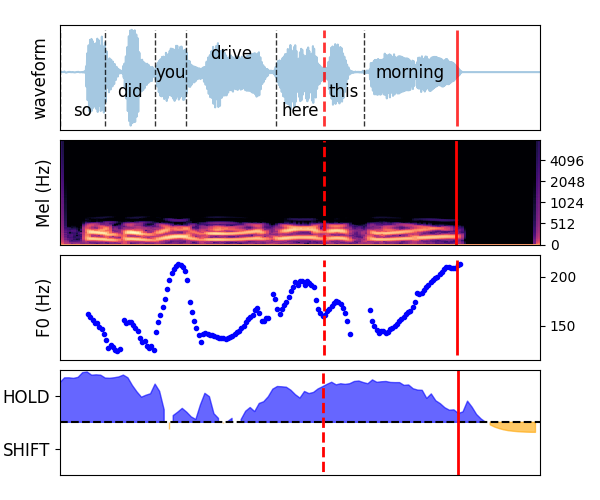 waveform
so did you drive here this morning
Mel (Hz)
4096
2048
1024
512
0
F0 (Hz)
200
150
HOLD
SHIFT